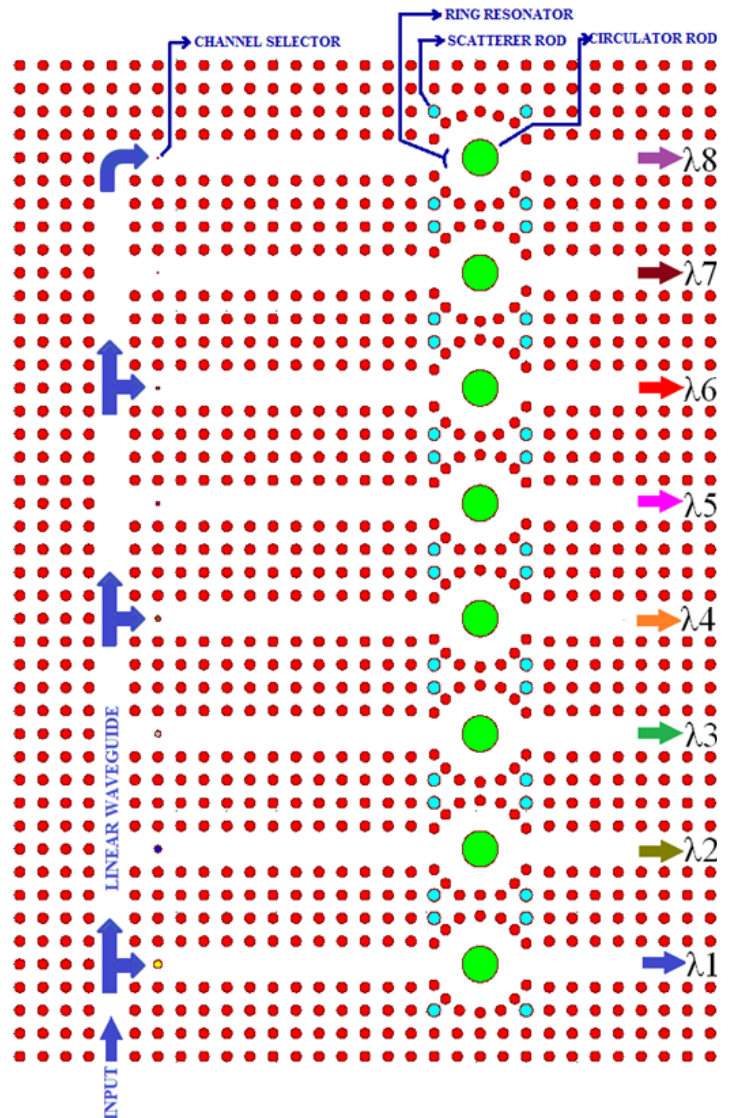 RING RESONATOR
CHANNEL SELECTOR
SCATTERER ROD
CIRCULATOR ROD
λ8
λ7
λ6
λ5
λ4
λ3
λ2
λ1
LINEAR WAVEGUIDE
INPUT